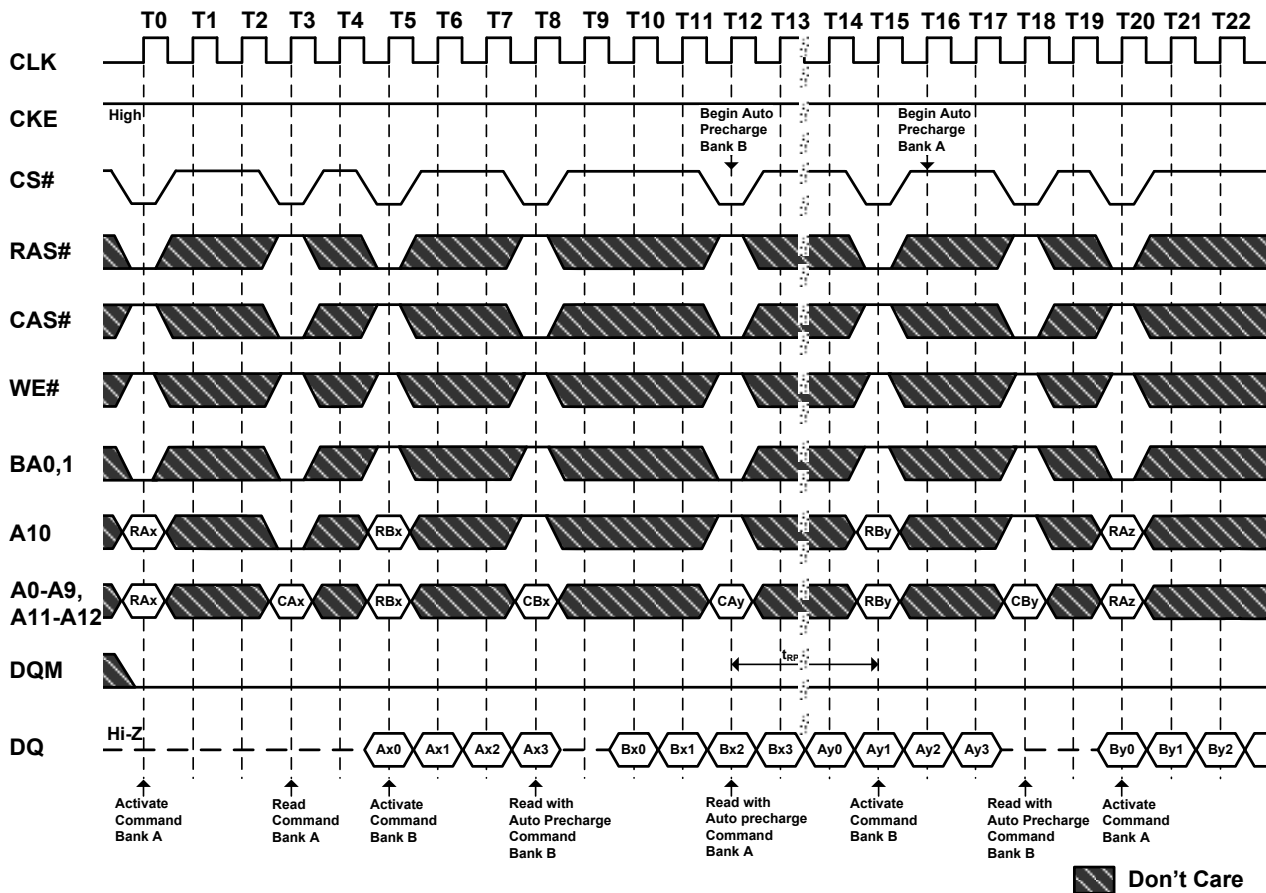 T0 T1 T2 T3 T4 T5 T6 T7 T8 T9 T10 T11 T12 T13 T14 T15 T16 T17 T18 T19 T20 T21 T22
CLK
CKE
High
Begin Auto
Precharge
Bank B
Begin Auto
Precharge
Bank A
CS#
RAS#
CAS#
WE#
BA0,1
A10
RAx RBx RBy RAz
A0-A9,
A11-A12
RAx CAx RBx CBx CAy RBy CBy RAz
DQM
tRP
DQ
Hi-Z
Ax0 Ax1 Ax2 Ax3 Bx0 Bx1 Bx2 Bx3 Ay0 Ay1 Ay2 Ay3 By0 By1 By2
Activate
Command
Bank A
Read
Command
Bank A
Activate
Command
Bank B
Read with
Auto Precharge
Command
Bank B
Read with
Auto precharge
Command
Bank A
Activate
Command
Bank B
Read with
Auto Precharge
Command
Bank B
Activate
Command
Bank A
Don't Care